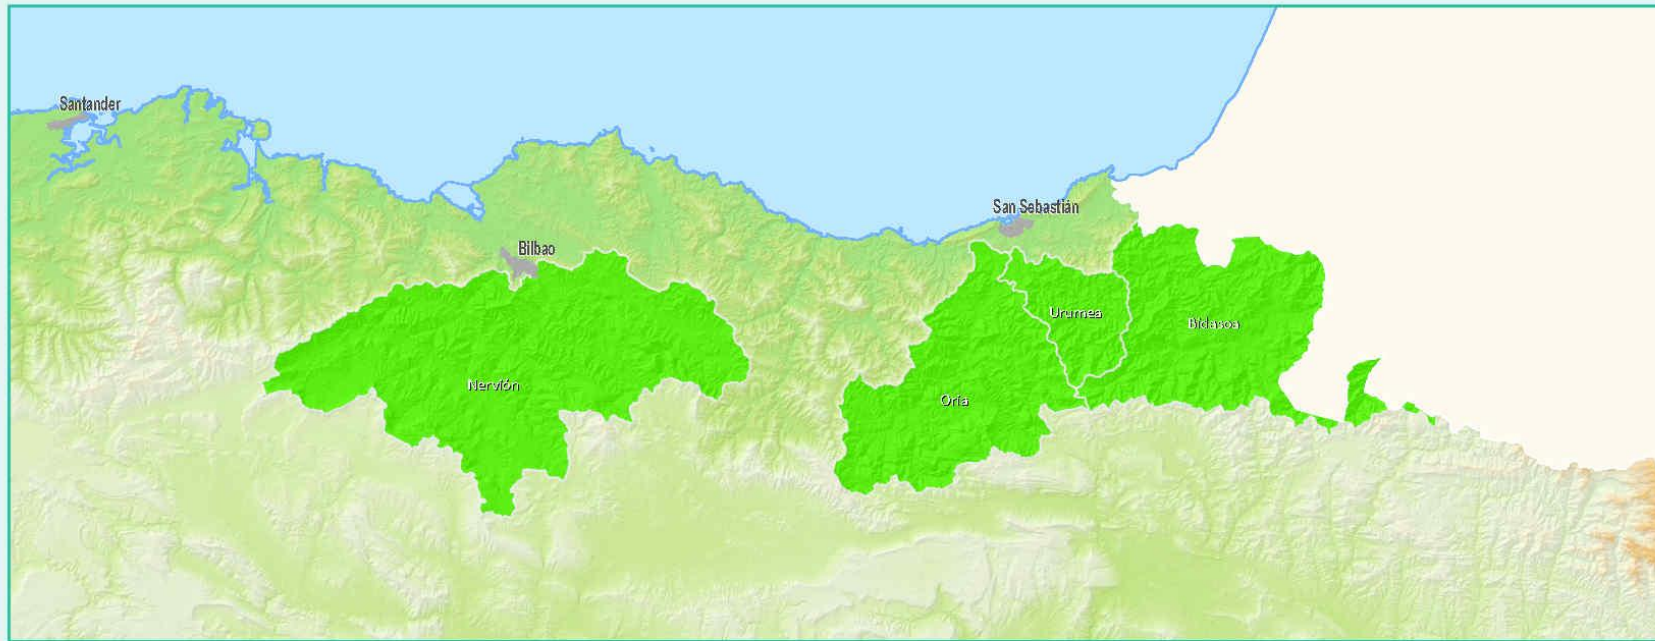 Santander
San Sebastián
Bilbao
Urumea
Bidasoa
Nervión
Oria